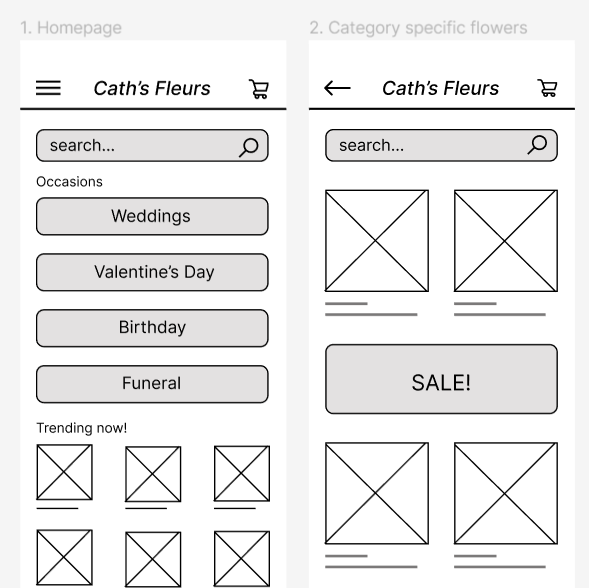 1. Homepage
Cath's Fleurs
search...
Occasions
Weddings
Valentine's Day
Birthday
Funeral
Trending now!
2. Category specific flowers
Cath's Fleurs
search...
SALE!